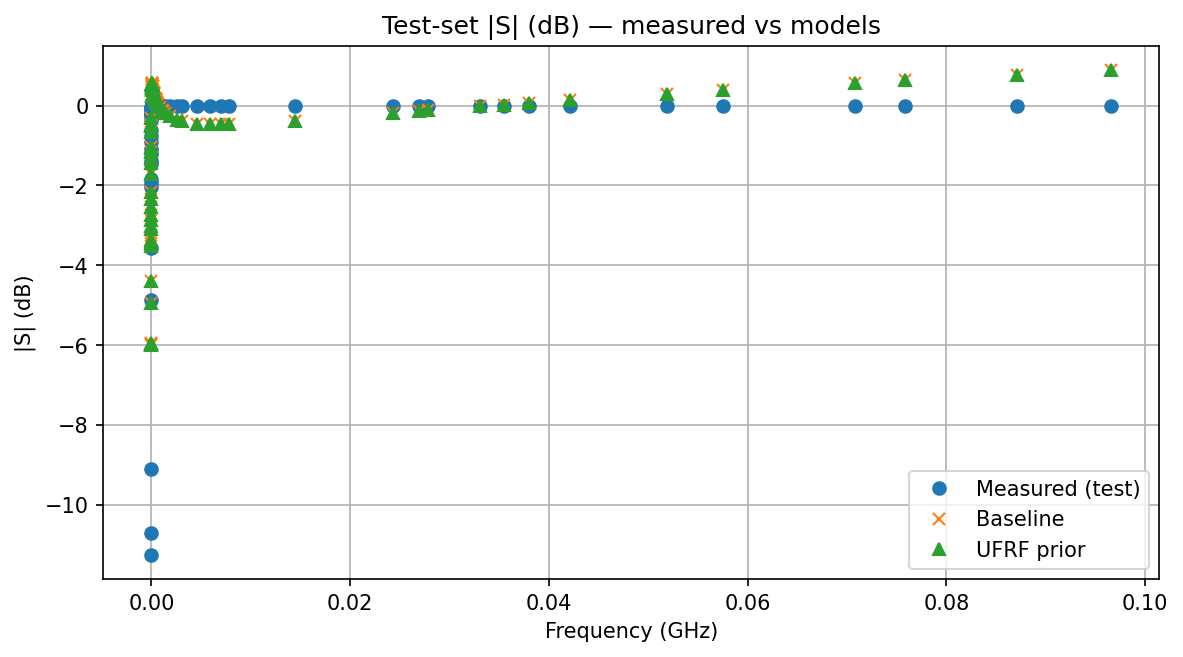 Test-set |S| (dB) — measured vs models
|S| (dB)
0
−2
−4
−6
−8
−10
0.00
0.02
0.04
0.06
0.08
0.10
Frequency (GHz)
Measured (test)
Baseline
UFRF prior